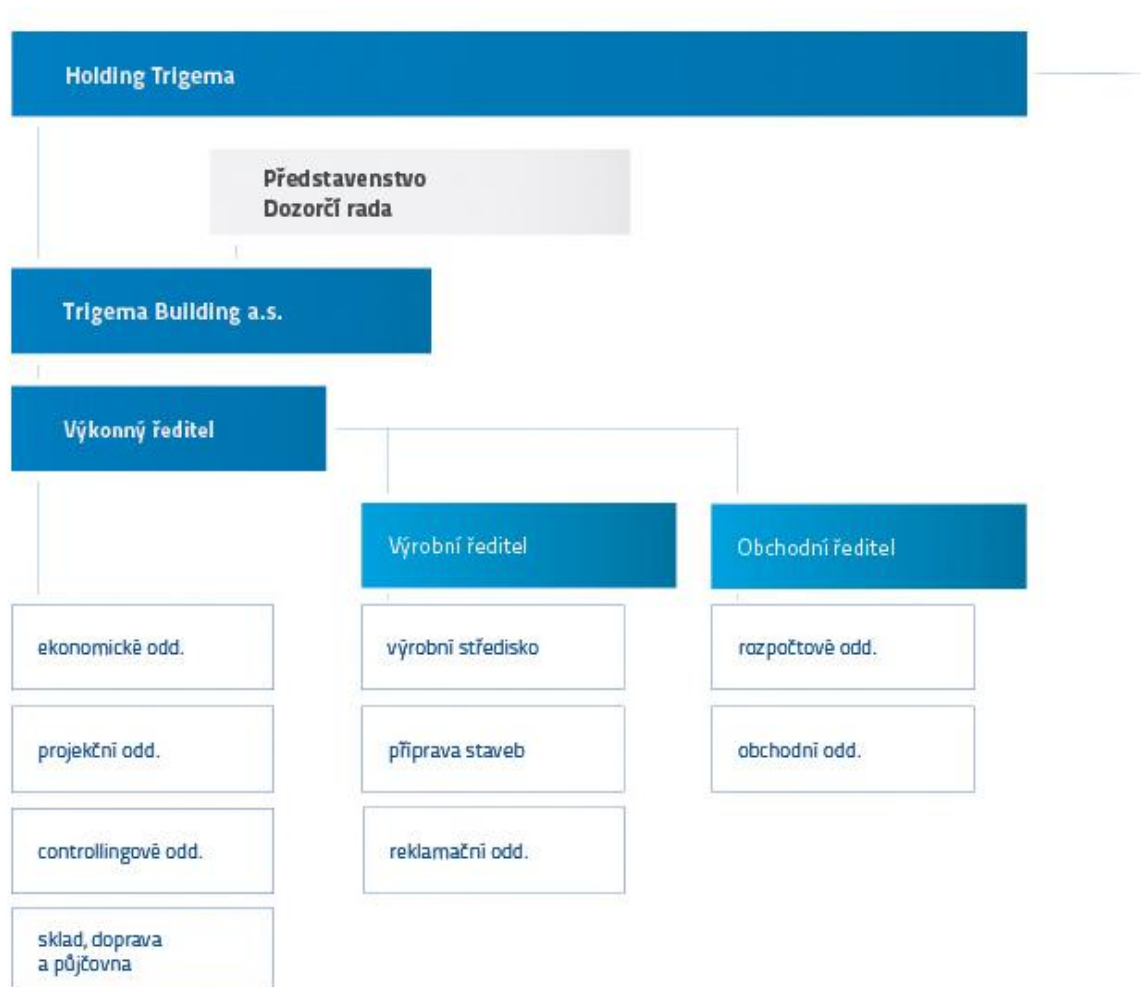 Holding Trigema
Představenstvo
Dozorčí rada
Trigema Building a.s.
Výkonný ředitel
Výrobní ředitel
Obchodní ředitel
ekonomické odd.
výrobní středisko
rozpočtové odd.
projekční odd.
příprava staveb
obchodní odd.
controllingové odd.
reklamační odd.
sklad, doprava
a půjčovna